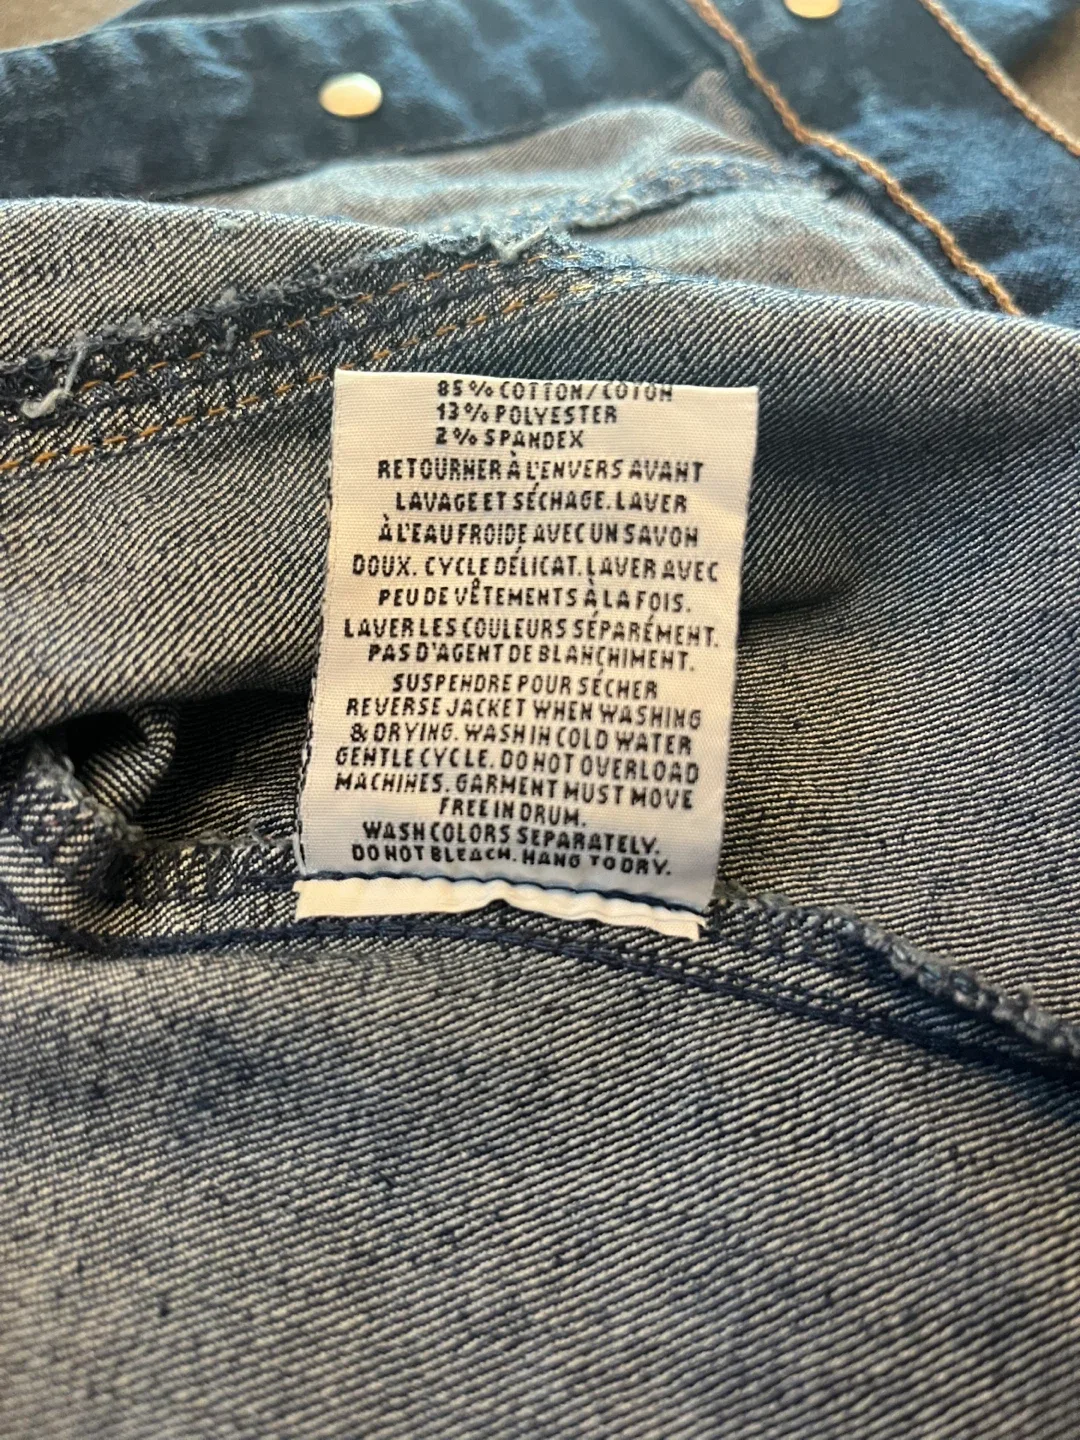 85% COTTON/COTON
13% POLYESTER
2% SPANDEX
RETOURNER À L'ENVERS AVANT
LAVAGE ET SÉCHAGE. LAVER
À L'EAU FROIDE AVEC UN SAVON
DOUX. CYCLE DÉLICAT. LAVER AVEC
PEU DE VÊTEMENTS À LA FOIS.
LAVER LES COULEURS SÉPARÉMENT.
PAS D'AGENT DE BLANCHIMENT.
SUSPENDRE POUR SÉCHER
REVERSE JACKET WHEN WASHING
& DRYING. WASH IN COLD WATER
GENTLE CYCLE. DO NOT OVERLOAD
MACHINES. GARMENT MUST MOVE
FREE IN DRUM.
WASH COLORS SEPARATELY.
DO NOT BLEACH. HANG TO DRY.